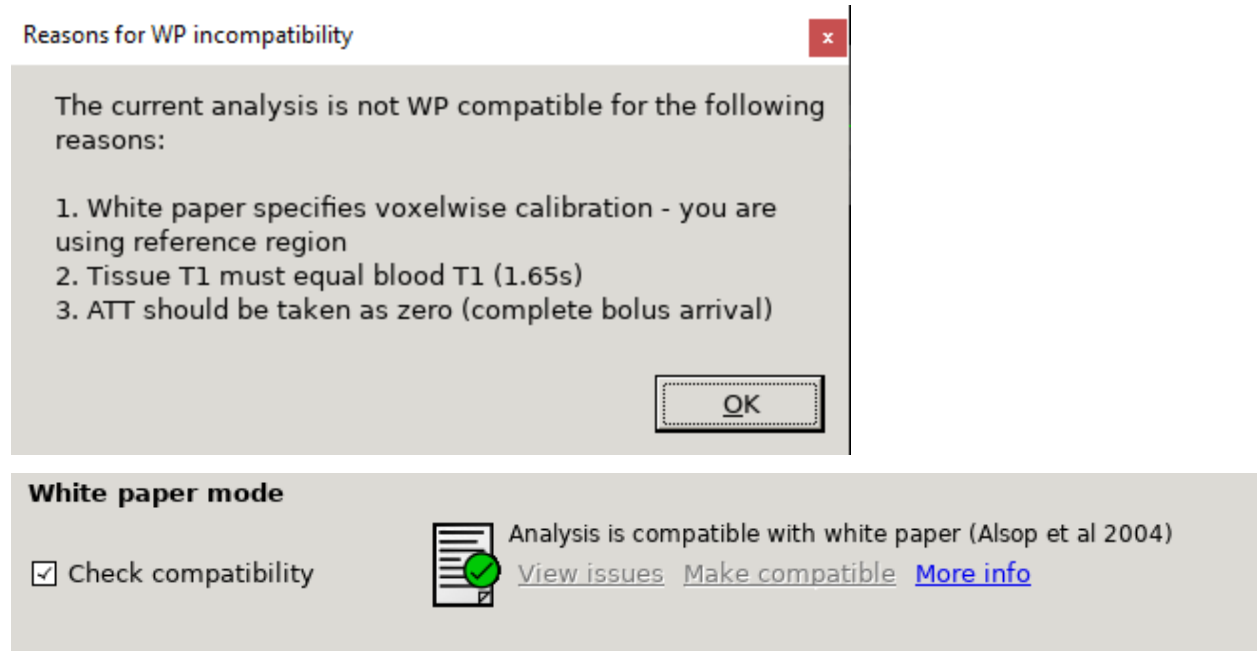 Reasons for WP incompatibility
x
The current analysis is not WP compatible for the following
reasons:
1. White paper specifies voxelwise calibration - you are
using reference region
2. Tissue T1 must equal blood T1 (1.65s)
3. ATT should be taken as zero (complete bolus arrival)
OK
White paper mode
Analysis is compatible with white paper (Alsop et al 2004)
Check compatibility
View issues Make compatible More info